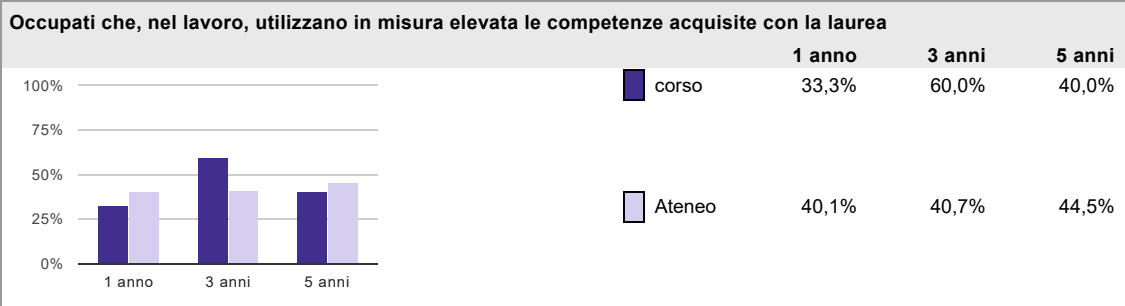 Occupati che, nel lavoro, utilizzano in misura elevata le competenze acquisite con la laurea
1 anno 3 anni 5 anni
100%
75%
50%
25%
0%
1 anno 3 anni 5 anni
corso 33,3% 60,0% 40,0%
Ateneo 40,1% 40,7% 44,5%